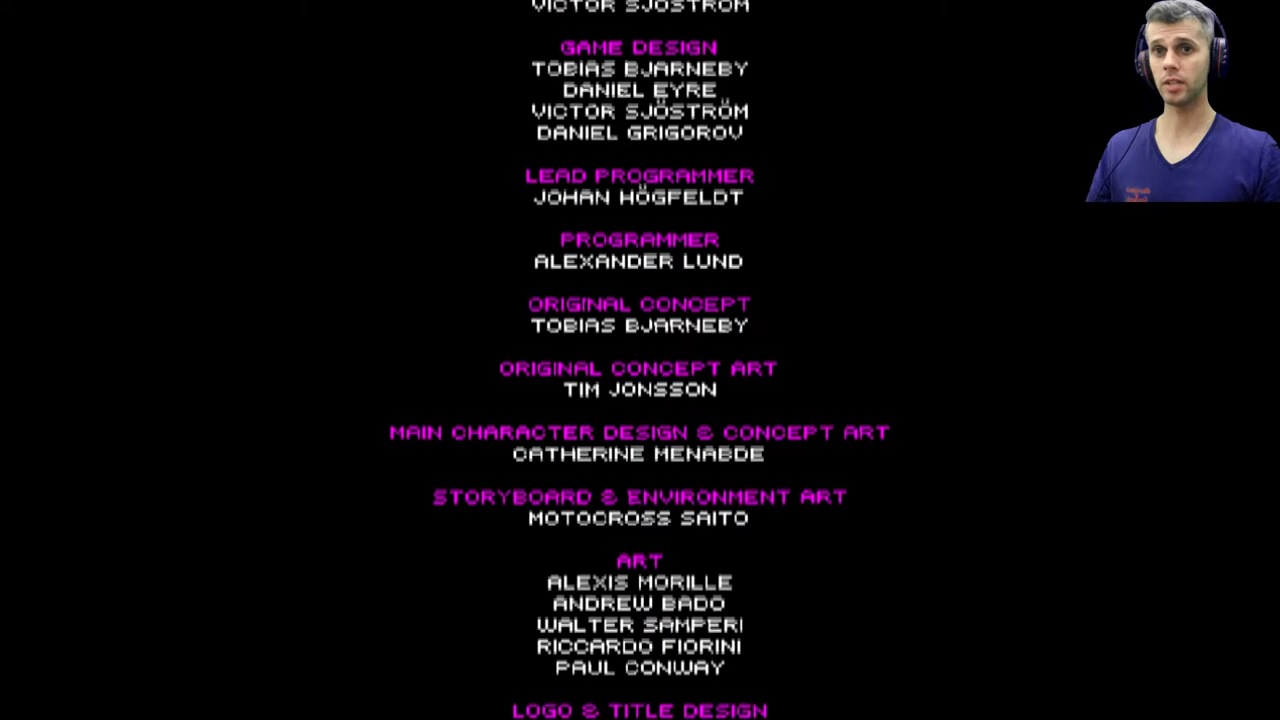 VICTOR SJÖSTRÖM
GAME DESIGN
TOBIAS BJARNEBY
DANIEL EYRE
VICTOR SJÖSTRÖM
DANIEL GRIGOROV
LEAD PROGRAMMER
JOHAN HÖGFELDT
PROGRAMMER
ALEXANDER LUND
ORIGINAL CONCEPT
TOBIAS BJARNEBY
ORIGINAL CONCEPT ART
TIM JONSSON
MAIN CHARACTER DESIGN & CONCEPT ART
CATHERINE MENABDE
STORYBOARD & ENVIRONMENT ART
MOTOCROSS SAITO
ART
ALEXIS MORILLE
ANDREW BADO
WALTER SAMPERI
RICCARDO FIORINI
PAUL CONWAY
LOGO & TITLE DESIGN